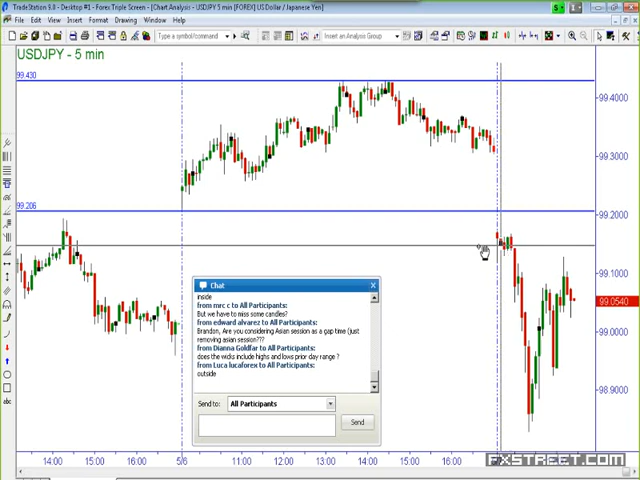 TradeStation 9.0 - Desktop #1 - Forex Triple Screen - [Chart Analysis - USDJPY 5 min [FOREX] US Dollar / Japanese Yen]
File Edit View Insert Format Drawing Window Help
<Type a command> Insert an Analysis Group
USDJPY - 5 min
99.430
99.4000
99.3000
99.206
99.2000
99.1000
99.0540
99.0000
98.9000
Chat
inside
from mrc c to All Participants:
But we have to miss some candles?
from edward alvarez to All Participants:
Brandon, Are you considering Asian session as a gap time (just
removing asian session???
from Dianna Goldfar to All Participants:
does the wicks include highs and lows prior day range ?
from Luca lucaforex to All Participants:
outside
Send to: All Participants
Send
14:00 15:00 16:00 5/6 11:00 12:00 13:00 14:00 15:00 16:00
FXSTREET.COM